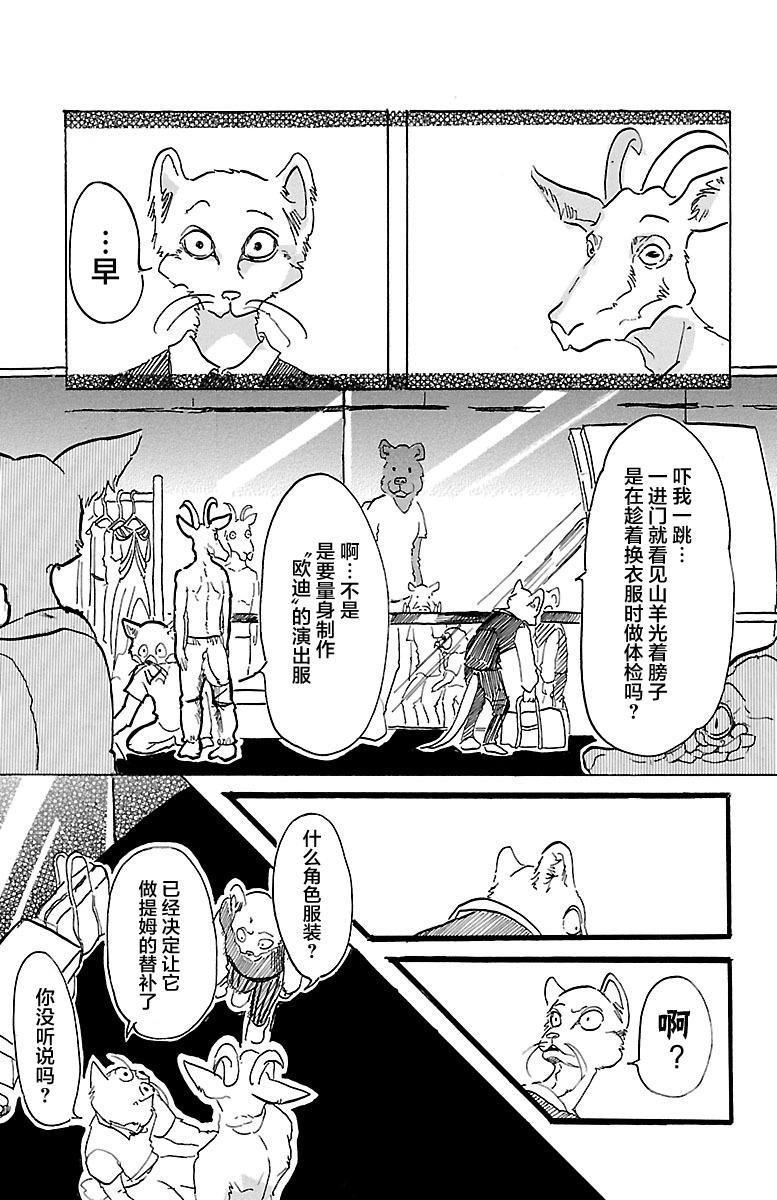 …早
吓我一跳…
一进门就看见山羊光着膀子
是在趁着换衣服时做体检吗？
啊…不是
是要量身制作
“欧迪”的演出服
啊？
什么角色服装？
已经决定让它
做提姆的替补了
你没听说吗？